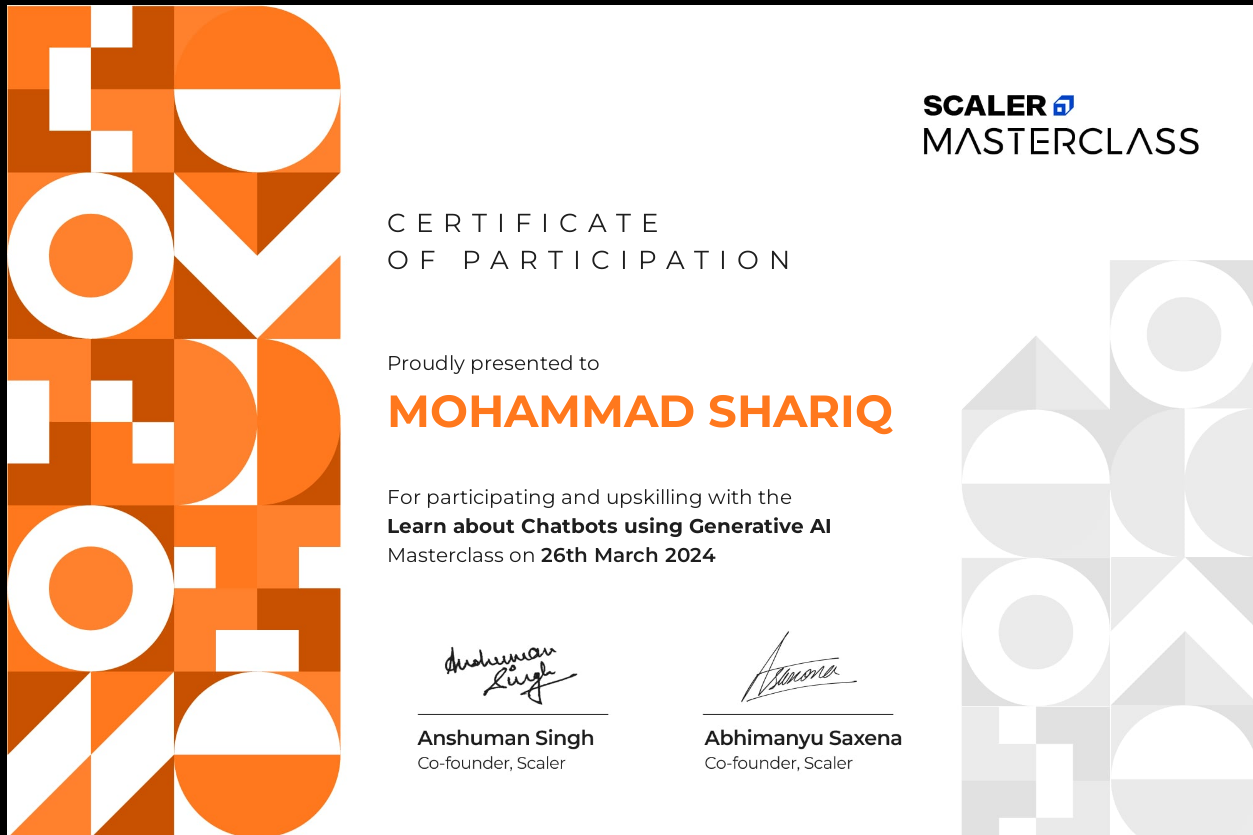 SCALER
MASTERCLASS
CERTIFICATE
OF PARTICIPATION
Proudly presented to
MOHAMMAD SHARIQ
For participating and upskilling with the
Learn about Chatbots using Generative AI
Masterclass on 26th March 2024
Anshuman
Singh
Asaxena
Anshuman Singh
Co-founder, Scaler
Abhimanyu Saxena
Co-founder, Scaler